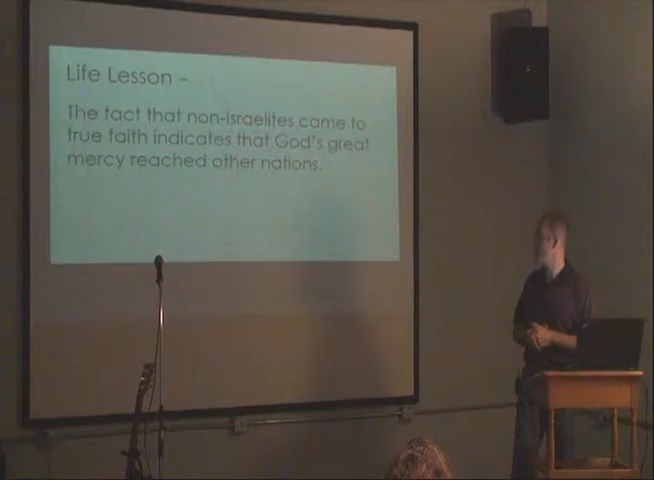 Life Lesson –
The fact that non-Israelites came to
true faith indicates that God's great
mercy reached other nations.